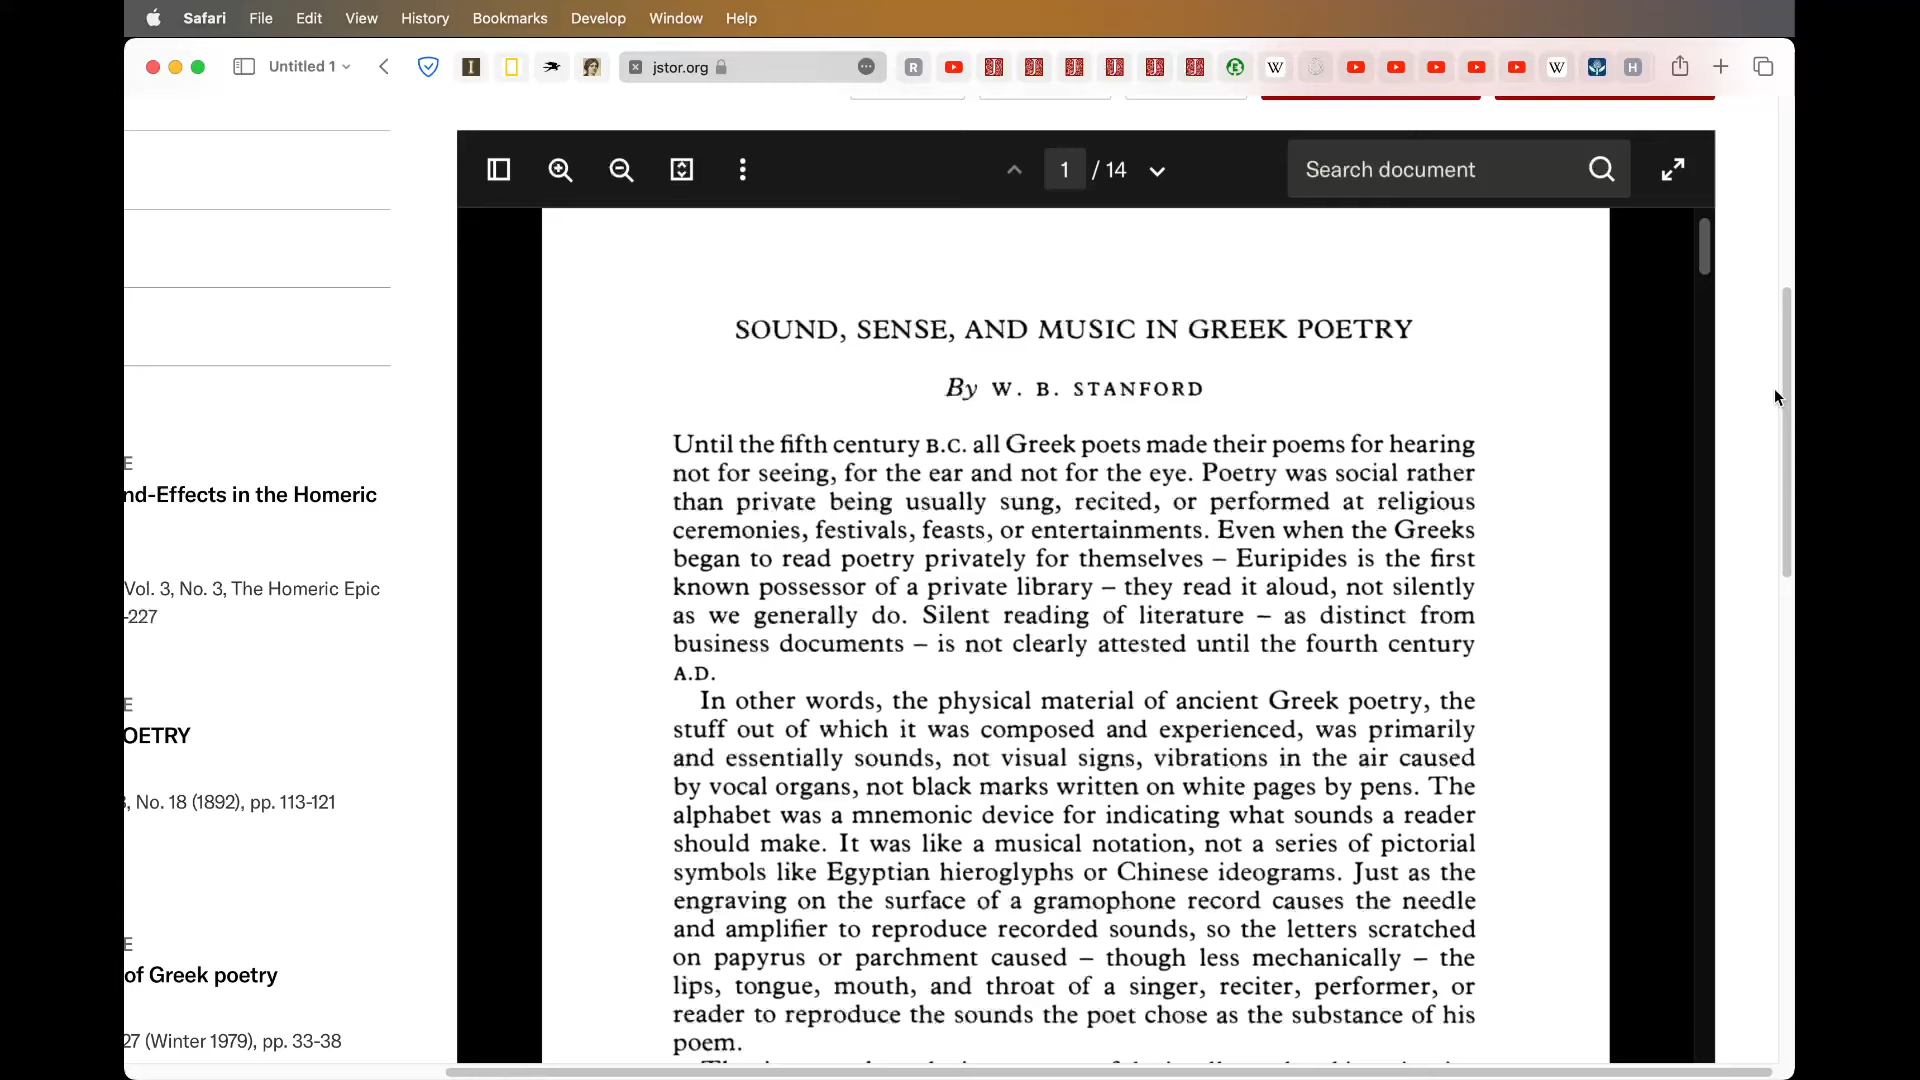 Safari File Edit View History Bookmarks Develop Window Help
Untitled 1 jstor.org
1 / 14 Search document
SOUND, SENSE, AND MUSIC IN GREEK POETRY
By W. B. STANFORD
Until the fifth century B.C. all Greek poets made their poems for hearing
not for seeing, for the ear and not for the eye. Poetry was social rather
than private being usually sung, recited, or performed at religious
ceremonies, festivals, feasts, or entertainments. Even when the Greeks
began to read poetry privately for themselves – Euripides is the first
known possessor of a private library – they read it aloud, not silently
as we generally do. Silent reading of literature – as distinct from
business documents – is not clearly attested until the fourth century
A.D.
In other words, the physical material of ancient Greek poetry, the
stuff out of which it was composed and experienced, was primarily
and essentially sounds, not visual signs, vibrations in the air caused
by vocal organs, not black marks written on white pages by pens. The
alphabet was a mnemonic device for indicating what sounds a reader
should make. It was like a musical notation, not a series of pictorial
symbols like Egyptian hieroglyphs or Chinese ideograms. Just as the
engraving on the surface of a gramophone record causes the needle
and amplifier to reproduce recorded sounds, so the letters scratched
on papyrus or parchment caused – though less mechanically – the
lips, tongue, mouth, and throat of a singer, reciter, performer, or
reader to reproduce the sounds the poet chose as the substance of his
poem.
E
nd-Effects in the Homeric
Vol. 3, No. 3, The Homeric Epic
-227
E
OETRY
, No. 18 (1892), pp. 113-121
E
of Greek poetry
27 (Winter 1979), pp. 33-38